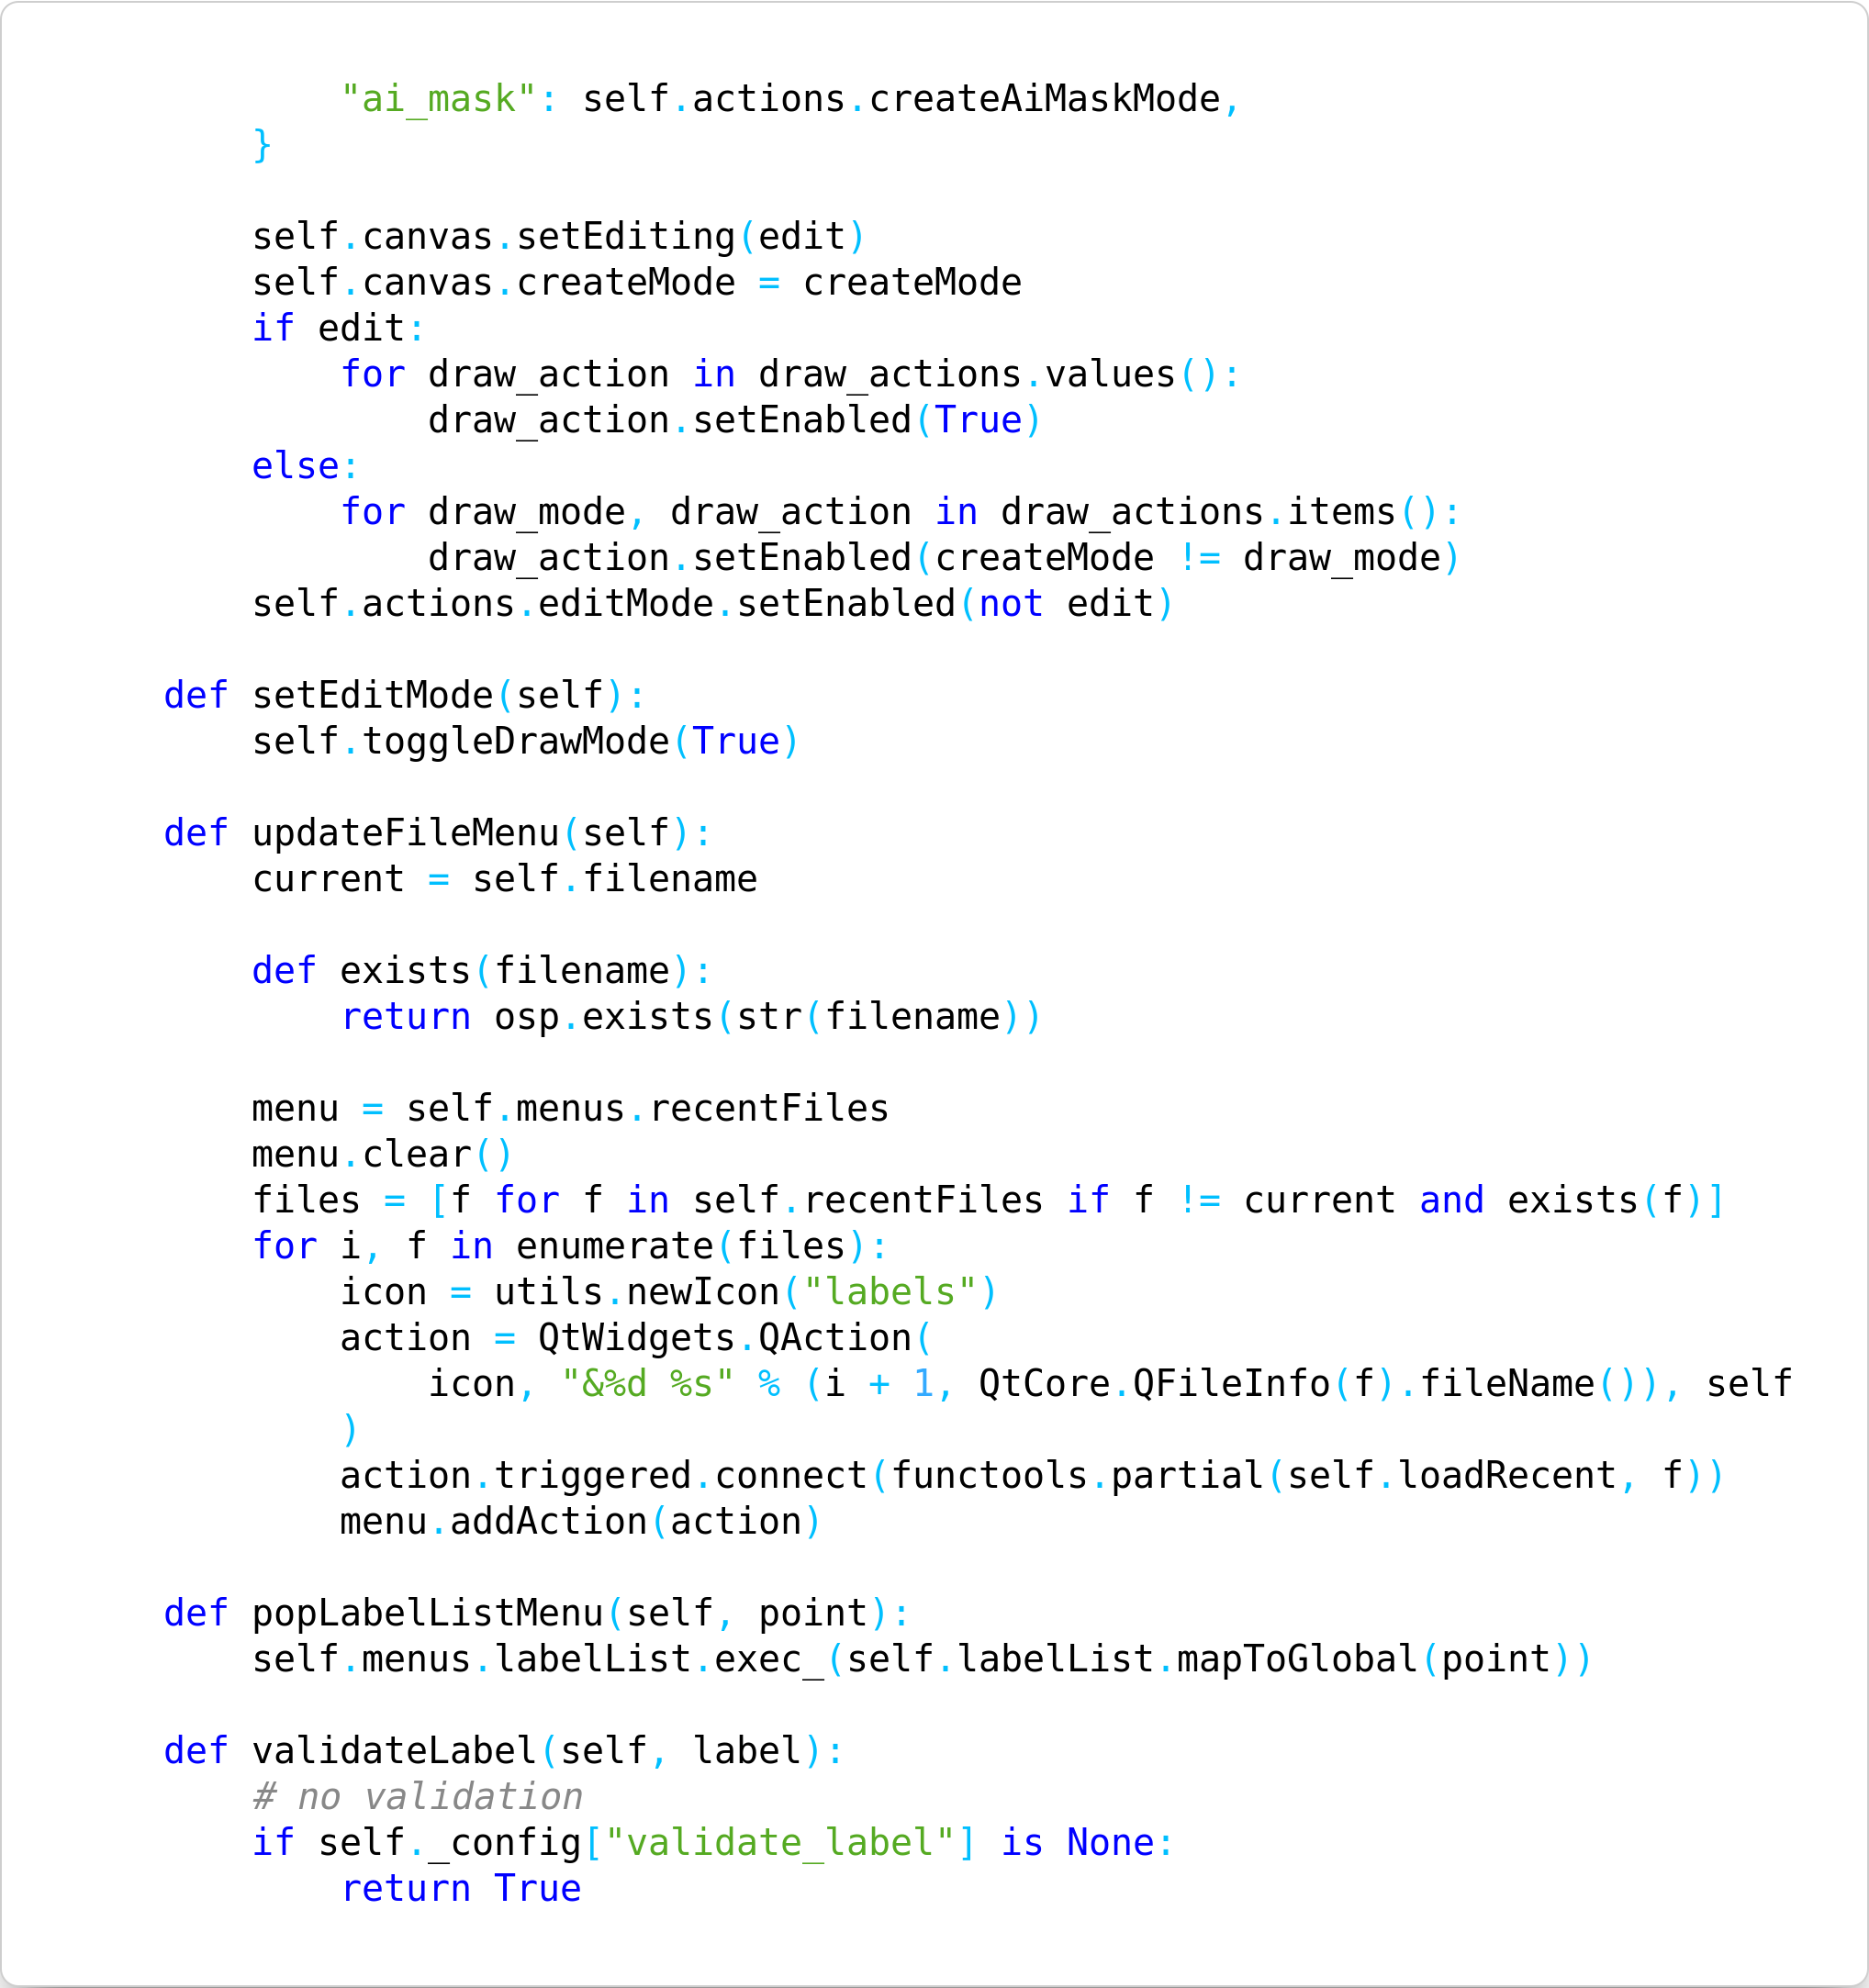 "ai_mask": self.actions.createAiMaskMode,
        }

        self.canvas.setEditing(edit)
        self.canvas.createMode = createMode
        if edit:
            for draw_action in draw_actions.values():
                draw_action.setEnabled(True)
        else:
            for draw_mode, draw_action in draw_actions.items():
                draw_action.setEnabled(createMode != draw_mode)
        self.actions.editMode.setEnabled(not edit)

    def setEditMode(self):
        self.toggleDrawMode(True)

    def updateFileMenu(self):
        current = self.filename

        def exists(filename):
            return osp.exists(str(filename))

        menu = self.menus.recentFiles
        menu.clear()
        files = [f for f in self.recentFiles if f != current and exists(f)]
        for i, f in enumerate(files):
            icon = utils.newIcon("labels")
            action = QtWidgets.QAction(
                icon, "&%d %s" % (i + 1, QtCore.QFileInfo(f).fileName()), self
            )
            action.triggered.connect(functools.partial(self.loadRecent, f))
            menu.addAction(action)

    def popLabelListMenu(self, point):
        self.menus.labelList.exec_(self.labelList.mapToGlobal(point))

    def validateLabel(self, label):
        # no validation
        if self._config["validate_label"] is None:
            return True